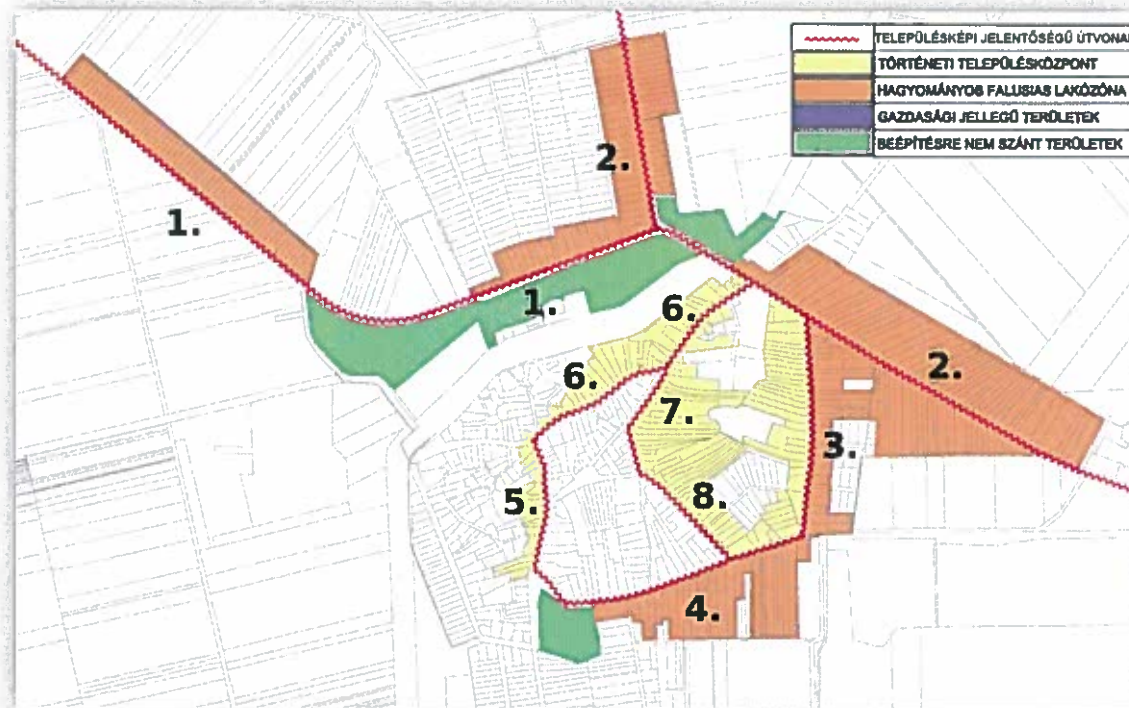 TELEPÜLÉSKÉPI JELENTŐSÉGŰ ÚTVONAL
TÖRTÉNETI TELEPÜLÉSKÖZPONT
HAGYOMÁNYOS FALUSIAS LAKÓZÓNA
GAZDASÁGI JELLEGŰ TERÜLETEK
BEÉPÍTÉSRE NEM SZÁNT TERÜLETEK
2.
1.
1.
6.
6.
2.
7.
3.
5.
8.
4.